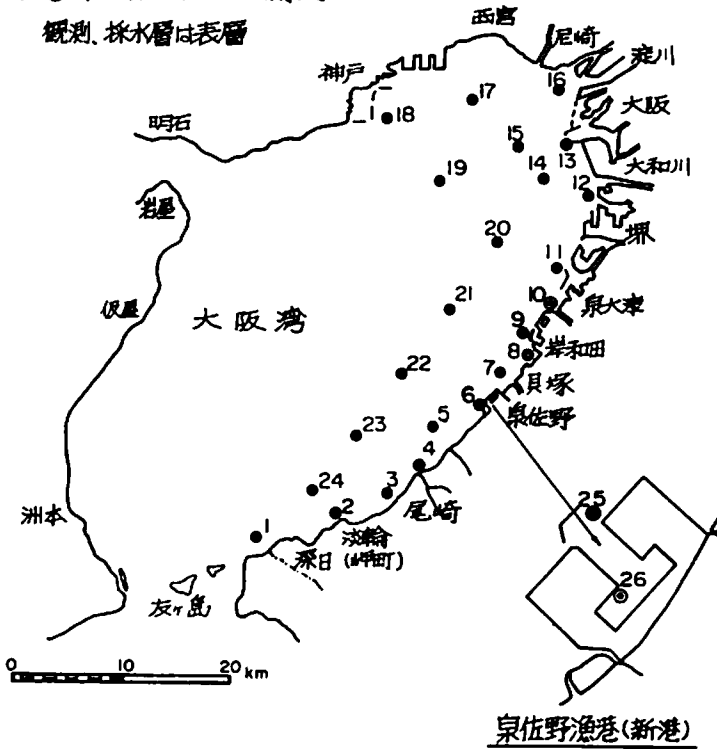 観測、採水層は表層
西宮
尼崎
淀川
神戸
16
17
大阪
18
明石
15
13
大和川
14
19
12
岩屋
堺
20
11
仮屋
大阪湾
21
10
泉大津
9
8
岸和田
22
7
貝塚
6
泉佐野
23
5
4
24
3
尾崎
25
洲本
2
1
淡輪
深日
(岬町)
26
友ヶ島
0 10 20 km
泉佐野漁港(新港)